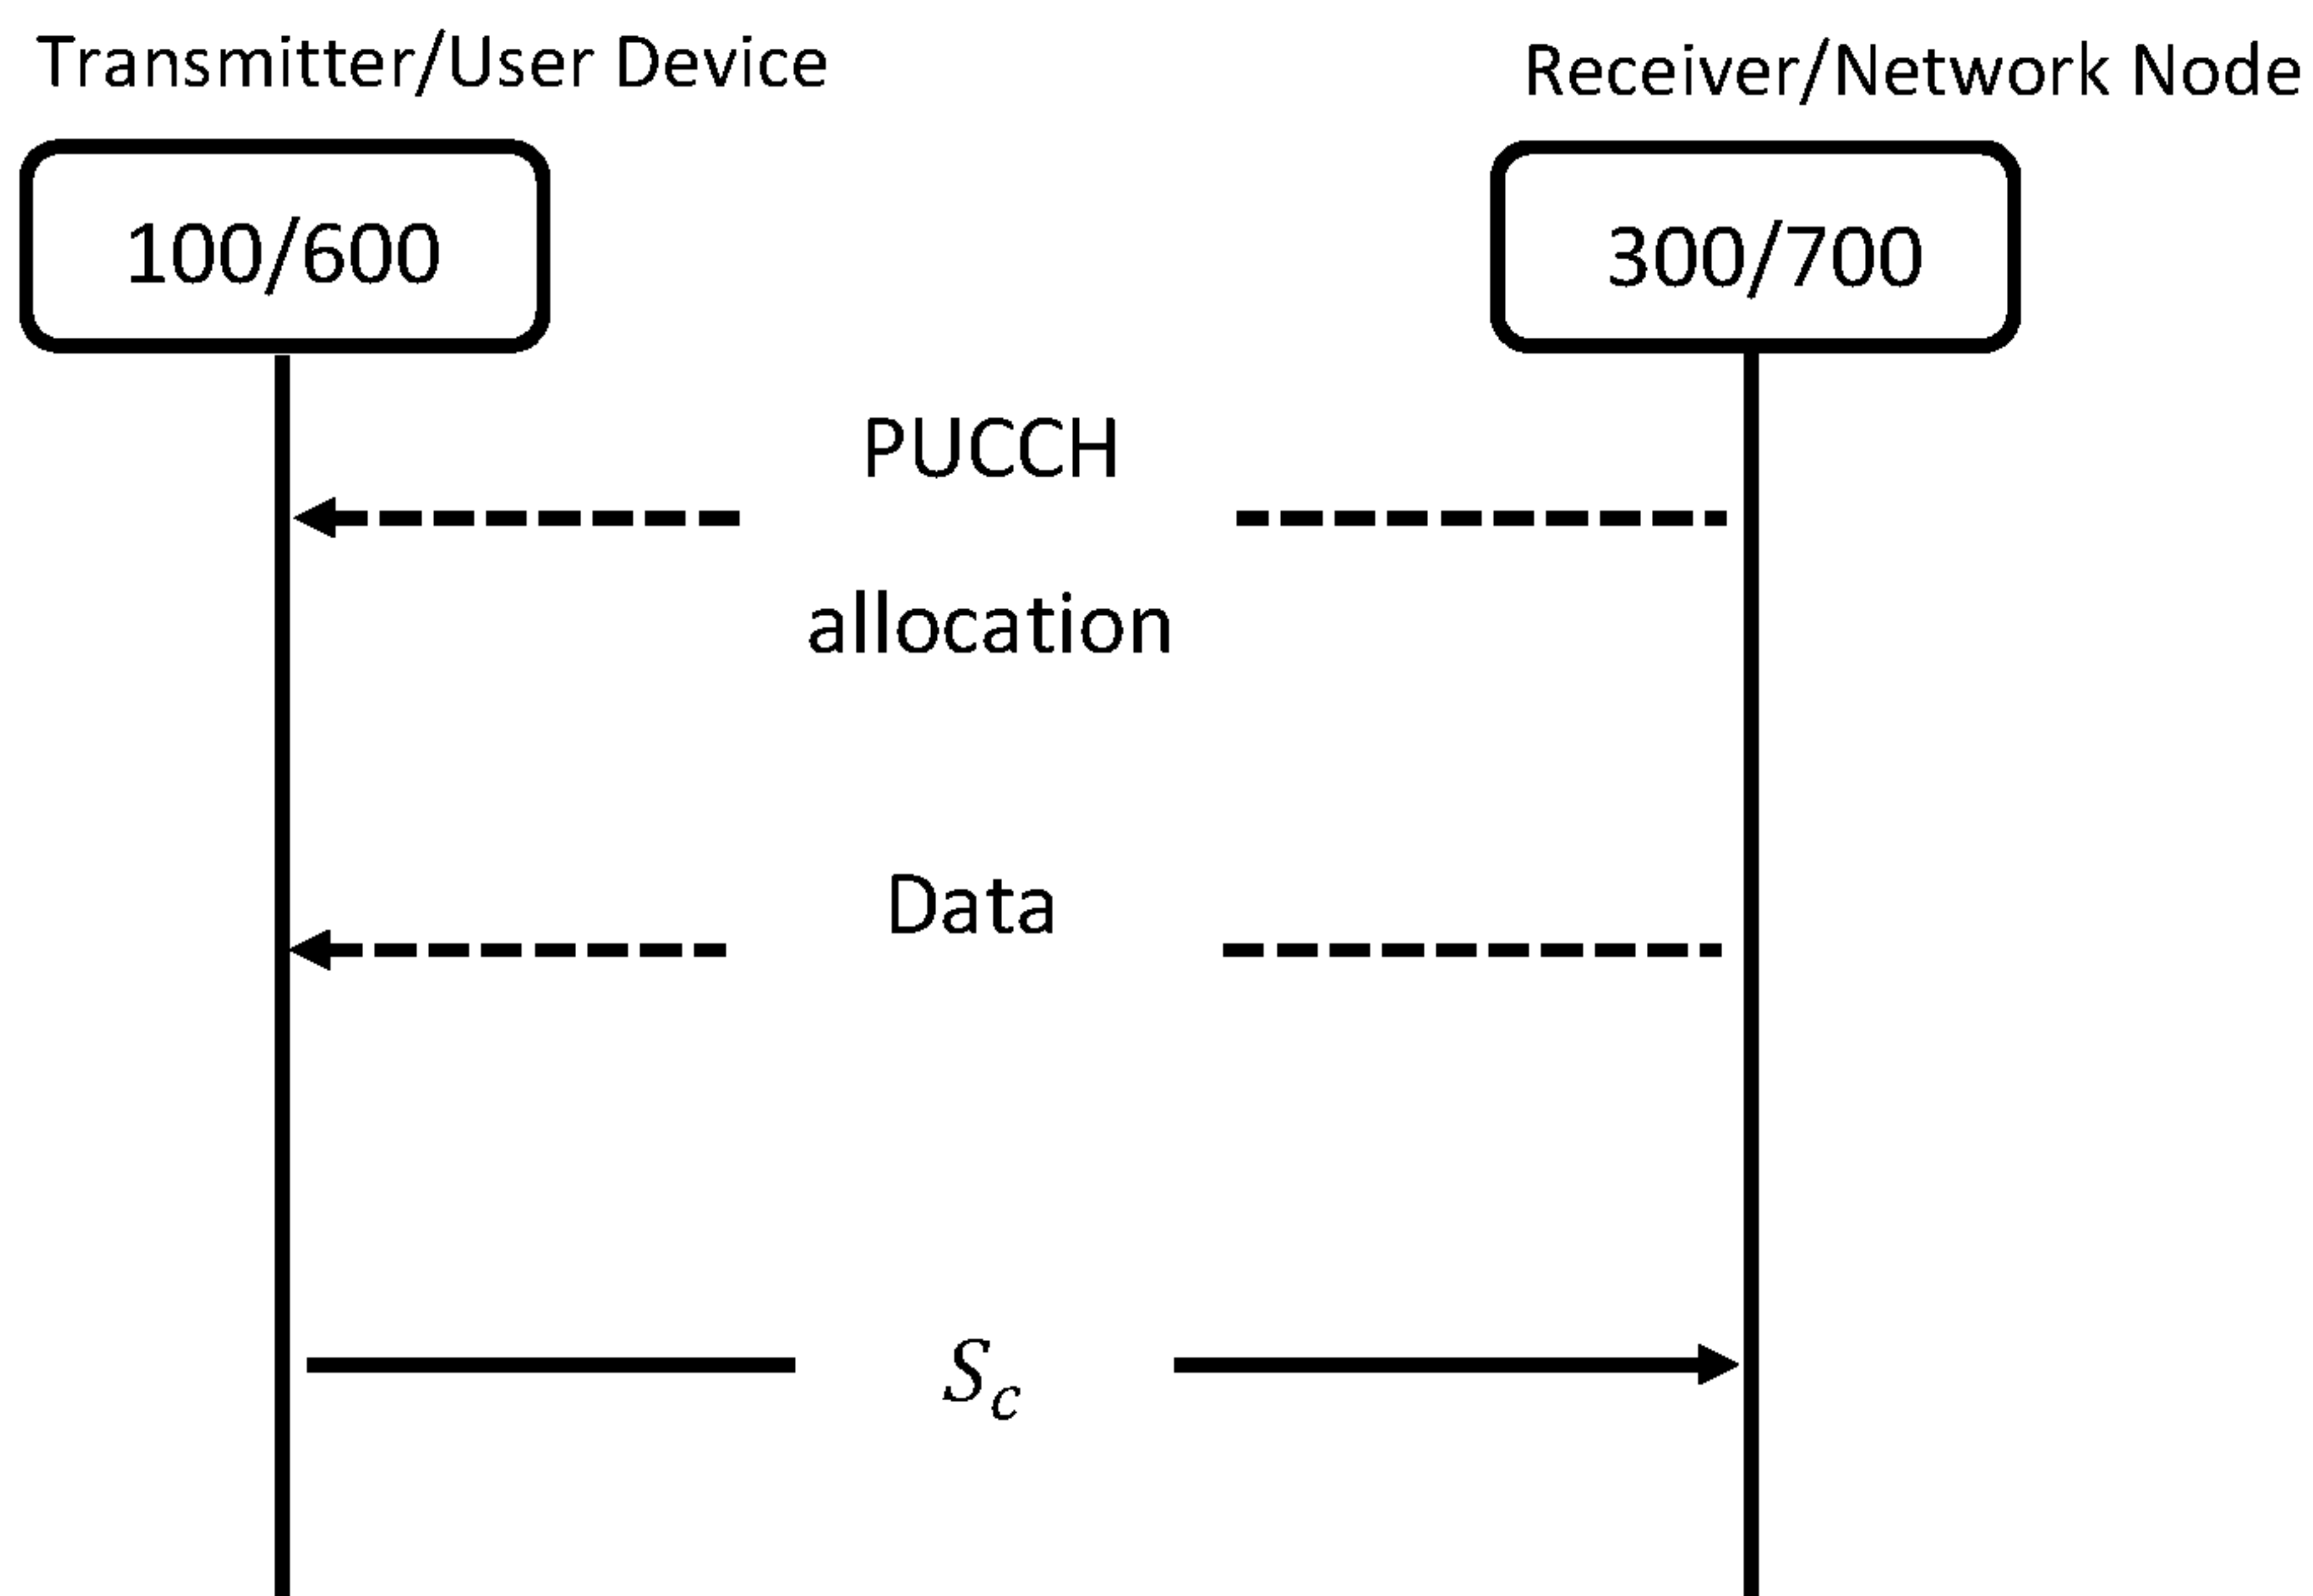 Transmitter/User Device
Receiver/Network Node
100/600
300/700
PUCCH
allocation
Data
S_c